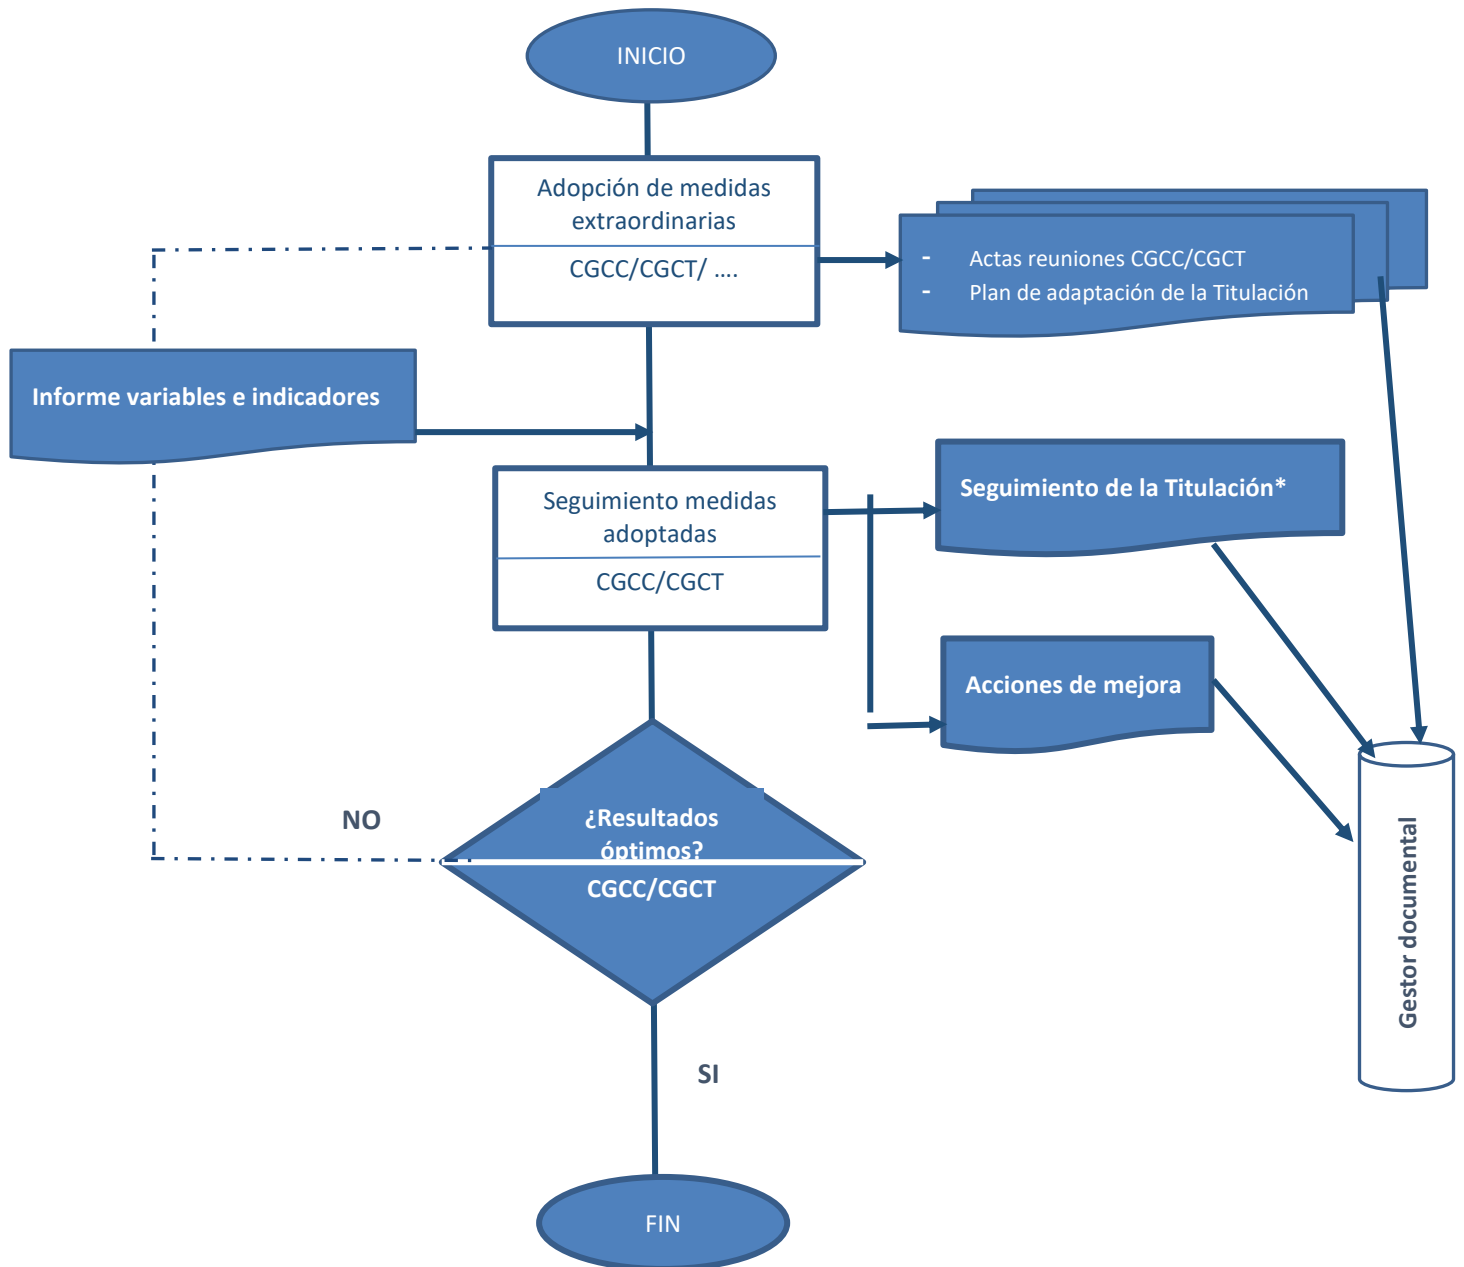 INICIO
Adopción de medidas
extraordinarias
CGCC/CGCT/ ....
- Actas reuniones CGCC/CGCT
- Plan de adaptación de la Titulación
Informe variables e indicadores
Seguimiento medidas
adoptadas
CGCC/CGCT
Seguimiento de la Titulación*
Acciones de mejora
NO
¿Resultados
óptimos?
CGCC/CGCT
Gestor documental
SI
FIN